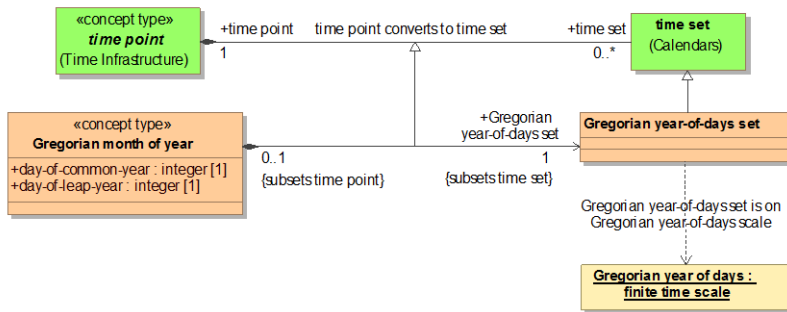 «concept type»
time point
(Time Infrastructure)
+time point
1
time point converts to time set
+time set
0..*
time set
(Calendars)
«concept type»
Gregorian month of year
+day-of-common-year : integer [1]
+day-of-leap-year : integer [1]
0..1
{subsets time point}
+Gregorian
year-of-days set
1
{subsets time set}
Gregorian year-of-days set
Gregorian year-of-days set is on
Gregorian year-of-days scale
Gregorian year of days :
finite time scale